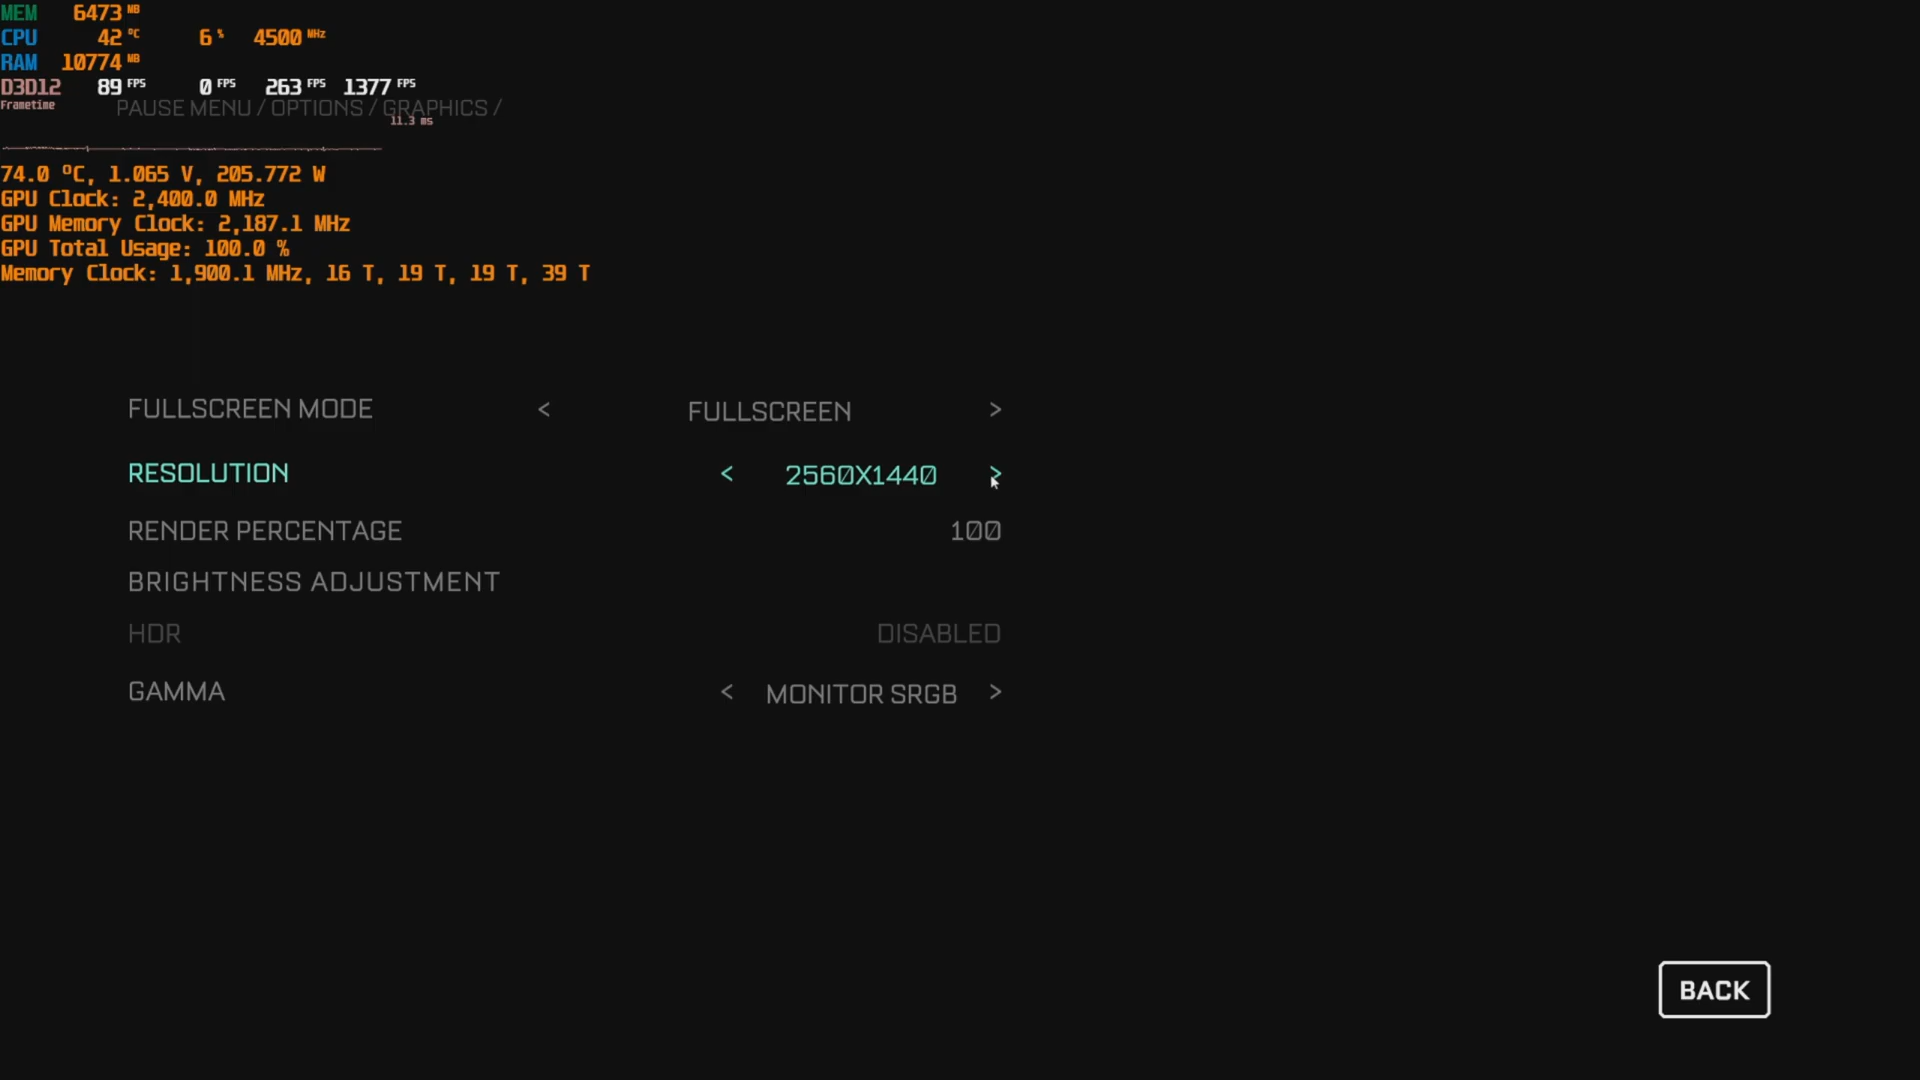 MEM 6473 MB
CPU 42 °C 6 % 4500 MHz
RAM 10774 MB
D3D12 89 FPS 0 FPS 263 FPS 1377 FPS
Frametime
PAUSE MENU / OPTIONS / GRAPHICS /
11.3 ms
74.0 °C, 1.065 V, 205.772 W
GPU Clock: 2,400.0 MHz
GPU Memory Clock: 2,187.1 MHz
GPU Total Usage: 100.0 %
Memory Clock: 1,900.1 MHz, 16 T, 19 T, 19 T, 39 T
FULLSCREEN MODE < FULLSCREEN >
RESOLUTION < 2560X1440 >
RENDER PERCENTAGE 100
BRIGHTNESS ADJUSTMENT
HDR DISABLED
GAMMA < MONITOR SRGB >
BACK